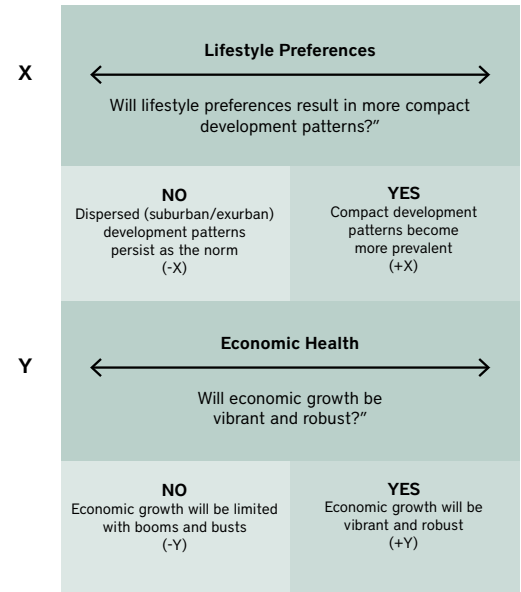 X
Lifestyle Preferences
Will lifestyle preferences result in more compact
development patterns?”
NO
Dispersed (suburban/exurban)
development patterns
persist as the norm
(-X)
YES
Compact development
patterns become
more prevalent
(+X)
Y
Economic Health
Will economic growth be
vibrant and robust?”
NO
Economic growth will be limited
with booms and busts
(-Y)
YES
Economic growth will be
vibrant and robust
(+Y)